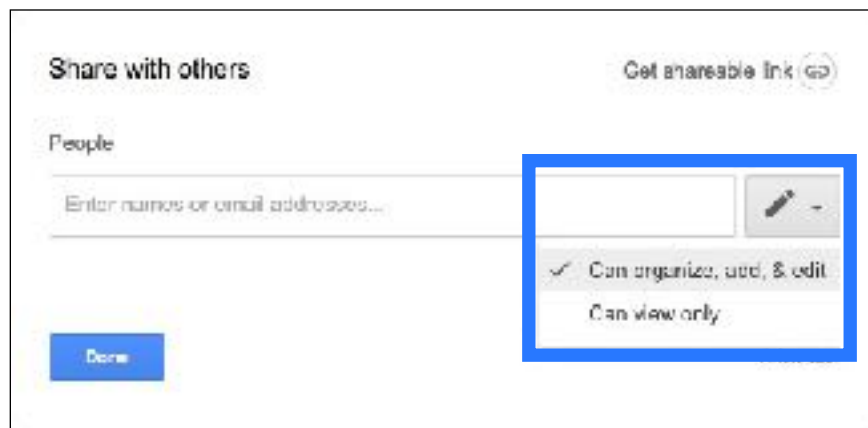 Share with others
Get shareable link
People
Enter names or email addresses...
Can organize, add, & edit
Can view only
Done